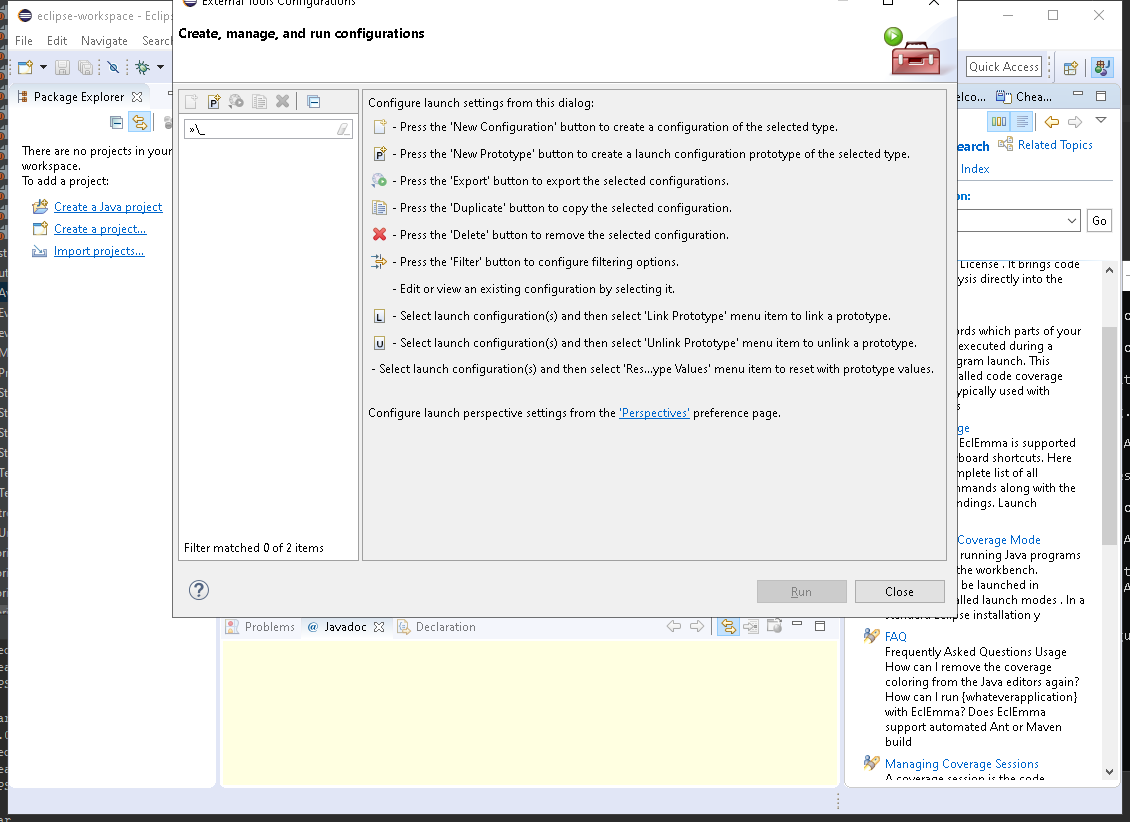 eclipse-workspace - Eclips
External Tools Configurations
File Edit Navigate Search
Create, manage, and run configurations
Quick Access
Package Explorer
There are no projects in your
workspace.
To add a project:
Create a Java project
Create a project...
Import projects...
»\_
Filter matched 0 of 2 items
Configure launch settings from this dialog:
- Press the 'New Configuration' button to create a configuration of the selected type.
- Press the 'New Prototype' button to create a launch configuration prototype of the selected type.
- Press the 'Export' button to export the selected configurations.
- Press the 'Duplicate' button to copy the selected configuration.
- Press the 'Delete' button to remove the selected configuration.
- Press the 'Filter' button to configure filtering options.
- Edit or view an existing configuration by selecting it.
- Select launch configuration(s) and then select 'Link Prototype' menu item to link a prototype.
- Select launch configuration(s) and then select 'Unlink Prototype' menu item to unlink a prototype.
- Select launch configuration(s) and then select 'Res...ype Values' menu item to reset with prototype values.
Configure launch perspective settings from the 'Perspectives' preference page.
Run
Close
elco... Chea...
earch Related Topics
Index
on:
Go
License . It brings code
ysis directly into the
rds which parts of your
executed during a
gram launch. This
alled code coverage
ypically used with
s
ge
EclEmma is supported
board shortcuts. Here
mplete list of all
mmands along with the
ndings. Launch
Coverage Mode
running Java programs
the workbench.
be launched in
alled launch modes . In a
standard Eclipse installation y
FAQ
Frequently Asked Questions Usage
How can I remove the coverage
coloring from the Java editors again?
How can I run {whateverapplication}
with EclEmma? Does EclEmma
support automated Ant or Maven
build
Managing Coverage Sessions
A coverage session is the code
Problems @ Javadoc Declaration